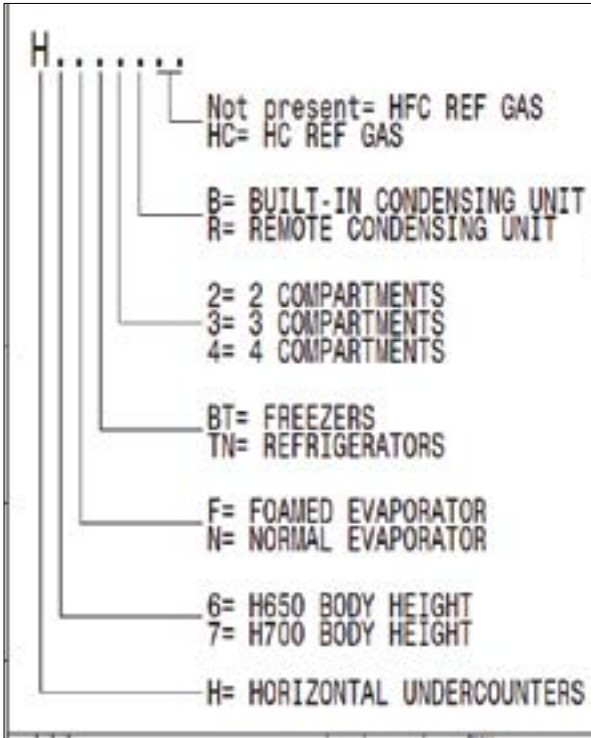 H.......
Not present= HFC REF GAS
HC= HC REF GAS
B= BUILT-IN CONDENSING UNIT
R= REMOTE CONDENSING UNIT
2= 2 COMPARTMENTS
3= 3 COMPARTMENTS
4= 4 COMPARTMENTS
BT= FREEZERS
TN= REFRIGERATORS
F= FOAMED EVAPORATOR
N= NORMAL EVAPORATOR
6= H650 BODY HEIGHT
7= H700 BODY HEIGHT
H= HORIZONTAL UNDERCOUNTERS